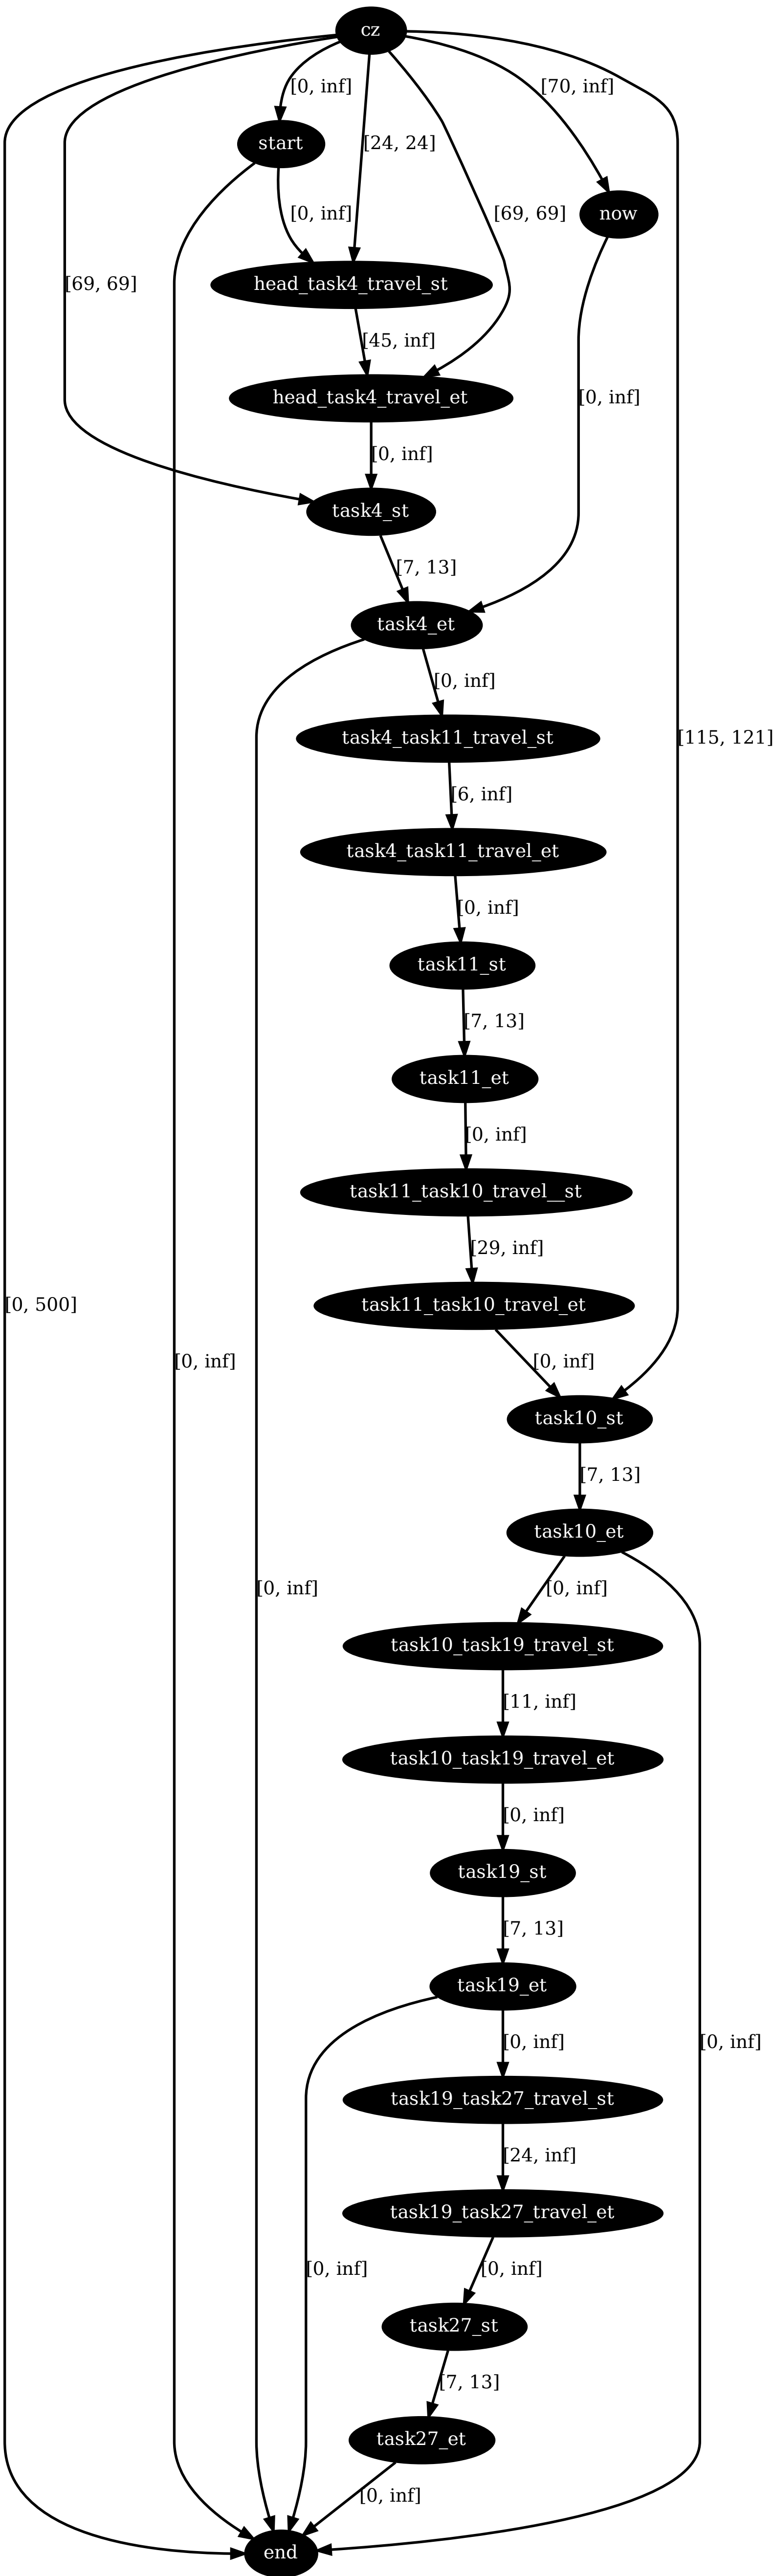 cz
[0, inf]
[70, inf]
start
[24, 24]
now
[0, inf]
[69, 69]
[69, 69]
head_task4_travel_st
[45, inf]
head_task4_travel_et
[0, inf]
[0, inf]
task4_st
[7, 13]
task4_et
[0, inf]
task4_task11_travel_st
[115, 121]
[6, inf]
task4_task11_travel_et
[0, inf]
task11_st
[7, 13]
task11_et
[0, inf]
task11_task10_travel__st
[29, inf]
[0, 500]
task11_task10_travel_et
[0, inf]
[0, inf]
task10_st
[7, 13]
task10_et
[0, inf]
[0, inf]
task10_task19_travel_st
[11, inf]
task10_task19_travel_et
[0, inf]
task19_st
[7, 13]
task19_et
[0, inf]
[0, inf]
task19_task27_travel_st
[24, inf]
task19_task27_travel_et
[0, inf]
[0, inf]
task27_st
[7, 13]
task27_et
[0, inf]
end